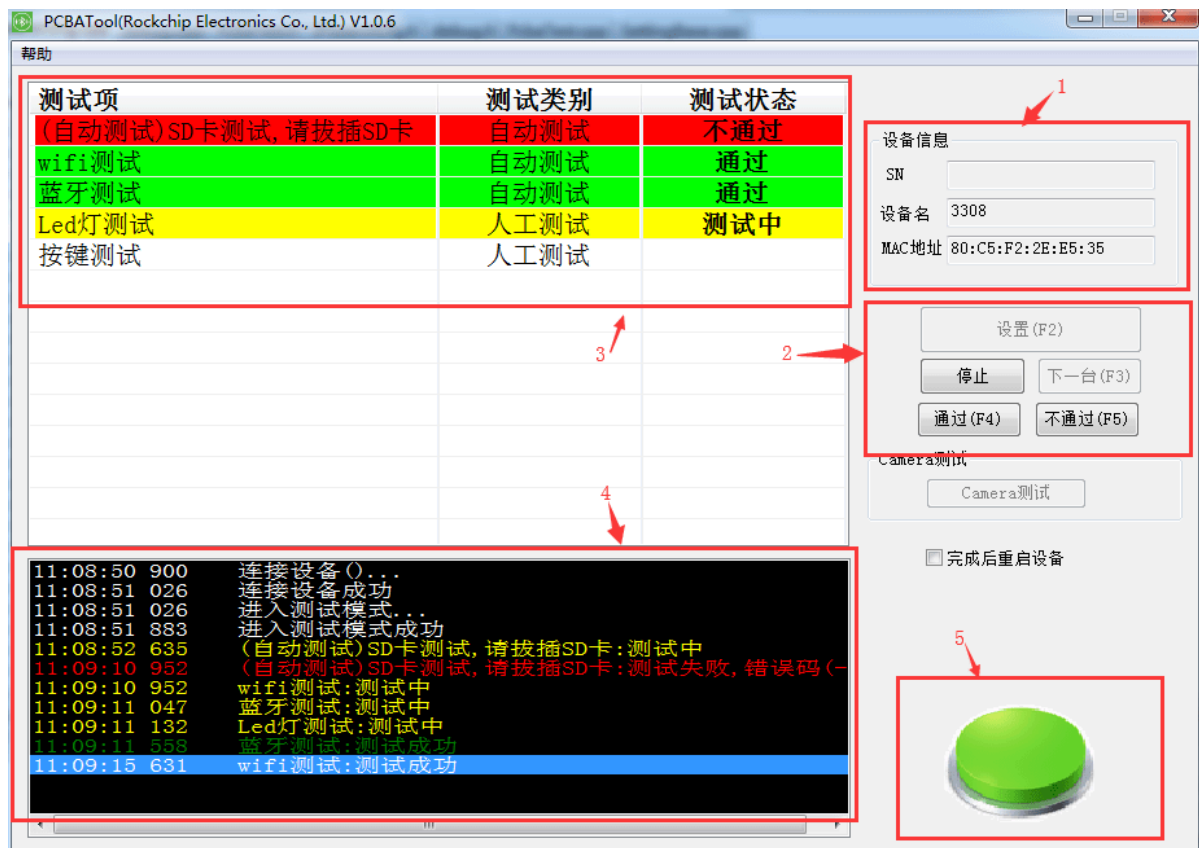 PCBATool(Rockchip Electronics Co., Ltd.) V1.0.6
帮助
测试项 测试类别 测试状态
(自动测试)SD卡测试,请拔插SD卡 自动测试 不通过
wifi测试 自动测试 通过
蓝牙测试 自动测试 通过
Led灯测试 人工测试 测试中
按键测试 人工测试
3
4
11:08:50 900 连接设备()...
11:08:51 026 连接设备成功
11:08:51 026 进入测试模式...
11:08:51 883 进入测试模式成功
11:08:52 635 (自动测试)SD卡测试,请拔插SD卡:测试中
11:09:10 952 (自动测试)SD卡测试,请拔插SD卡:测试失败,错误码(-
11:09:10 952 wifi测试:测试中
11:09:11 047 蓝牙测试:测试中
11:09:11 132 Led灯测试:测试中
11:09:11 558 蓝牙测试:测试成功
11:09:15 631 wifi测试:测试成功
1
设备信息
SN
设备名 3308
MAC地址 80:C5:F2:2E:E5:35
2
设置(F2)
停止 下一台(F3)
通过(F4) 不通过(F5)
Camera测试
Camera测试
完成后重启设备
5